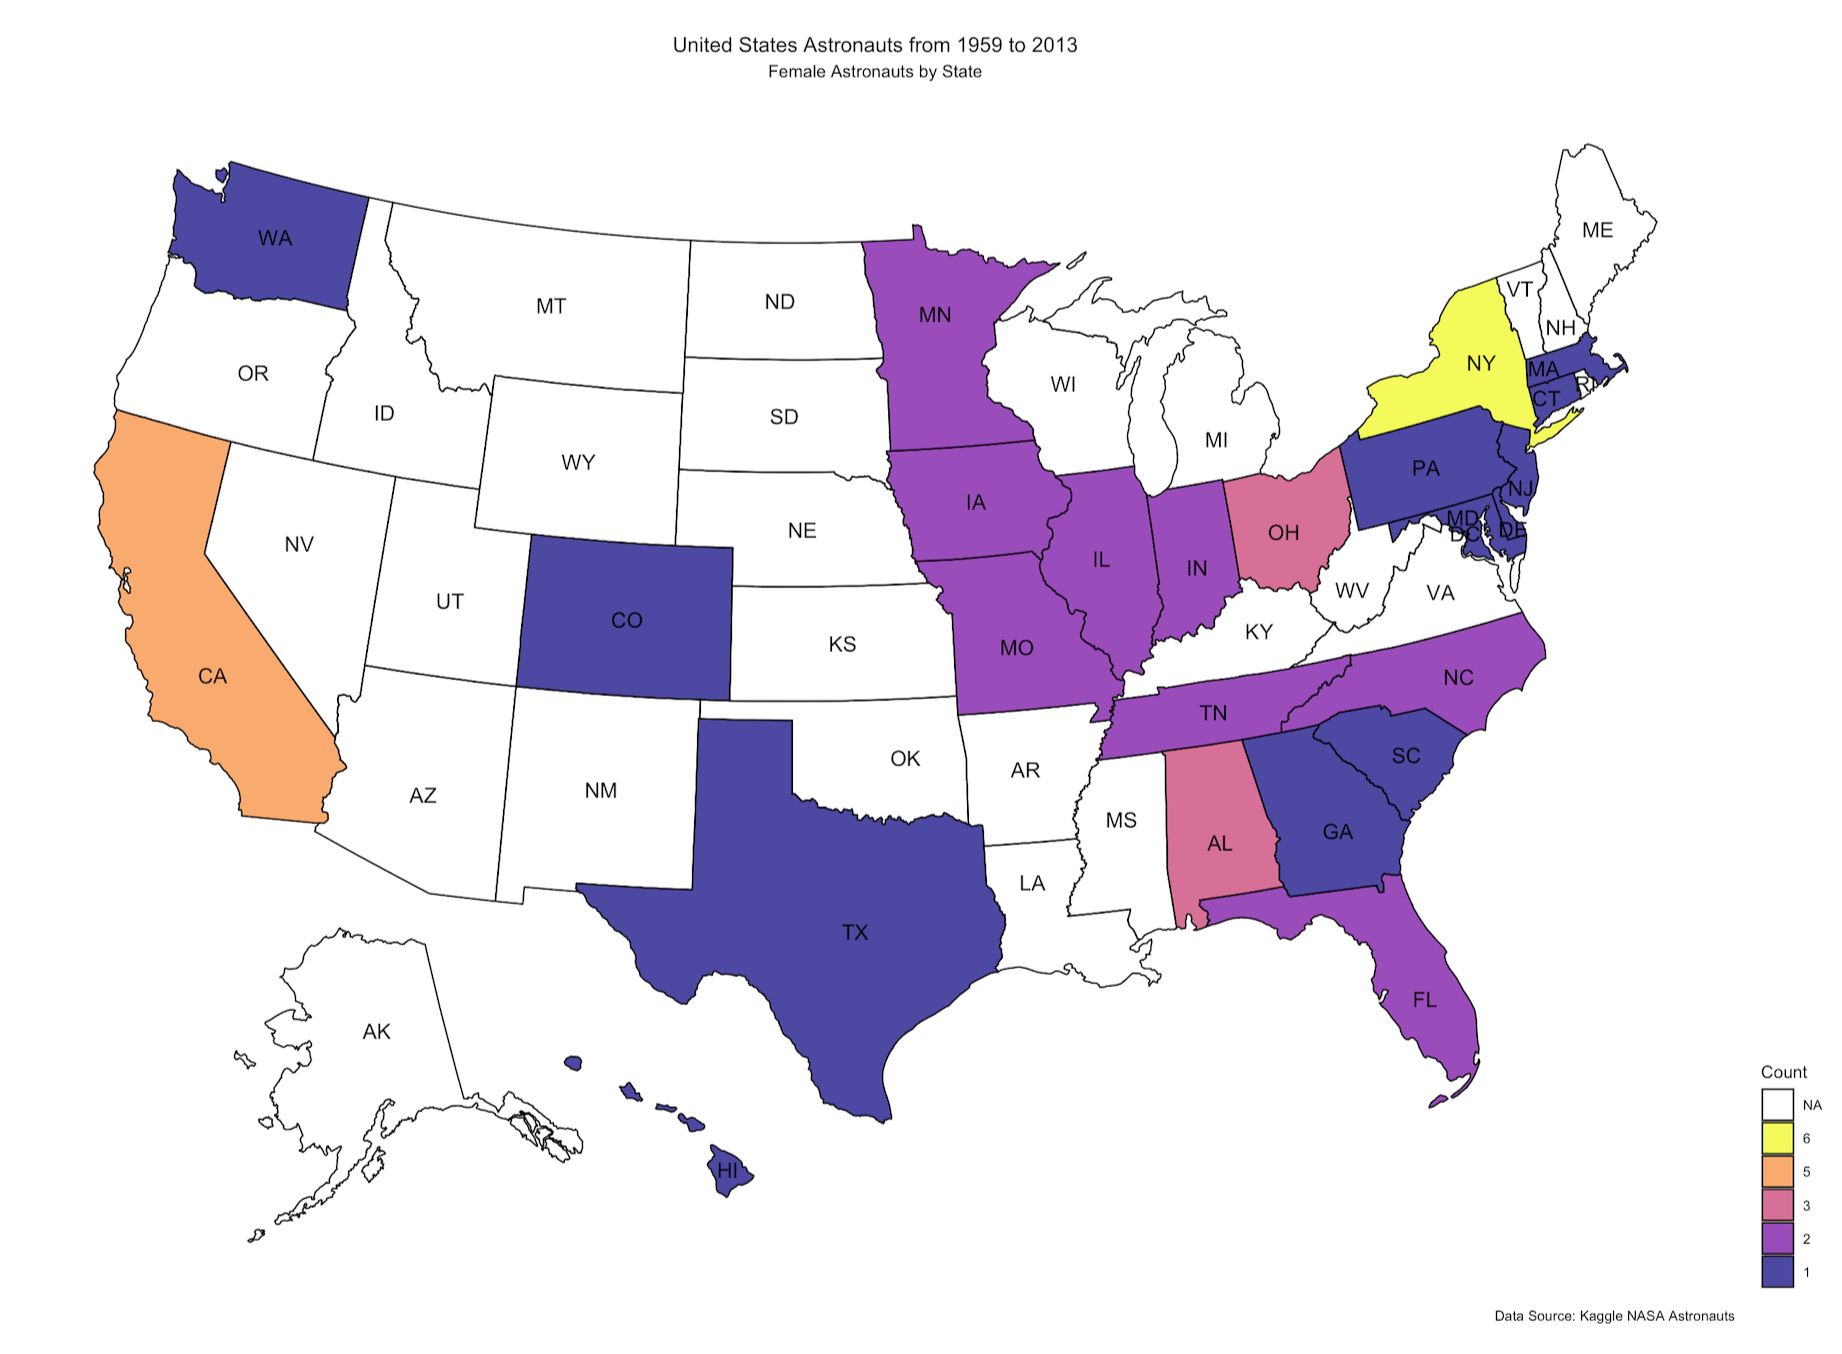 United States Astronauts from 1959 to 2013
Female Astronauts by State
ME
WA
VT
MT
ND
MN
NH
NY
MA
OR
WI
RI
ID
SD
CT
MI
WY
PA
NJ
IA
MD
NE
DE
OH
DC
NV
IL
IN
WV
VA
UT
CO
KY
KS
MO
CA
NC
TN
SC
OK
AR
NM
AZ
MS
GA
AL
LA
TX
FL
AK
HI
Count
NA
6
5
3
2
1
Data Source: Kaggle NASA Astronauts